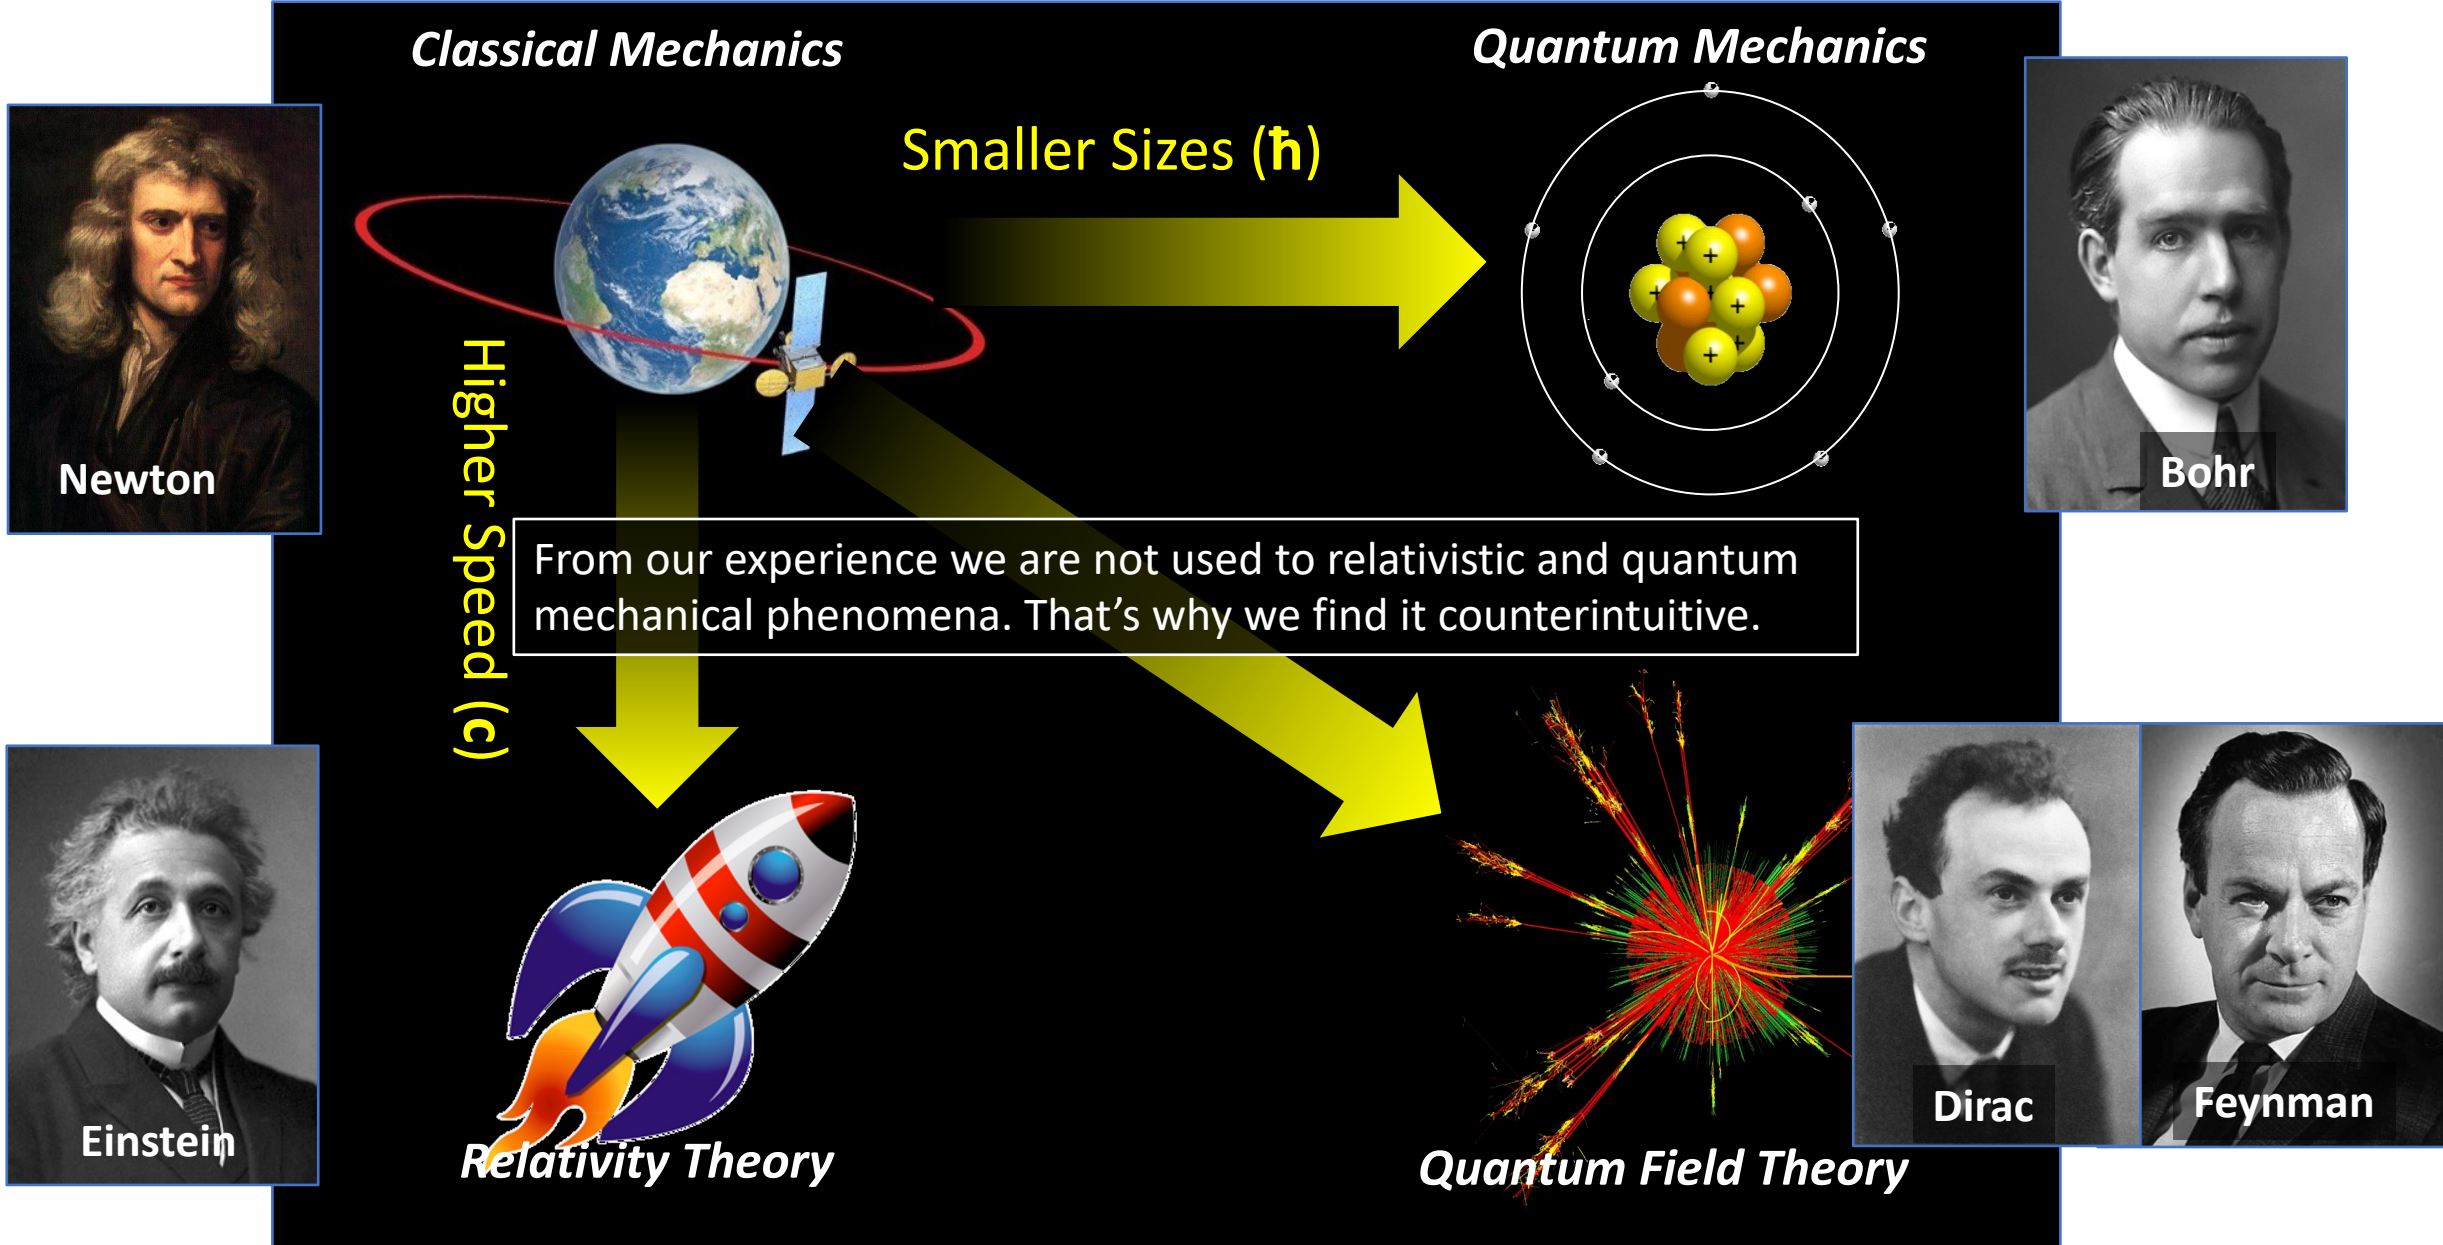 Classical Mechanics
Quantum Mechanics
Smaller Sizes (ħ)
Newton
Bohr
Higher Speed (c)
From our experience we are not used to relativistic and quantum
mechanical phenomena. That’s why we find it counterintuitive.
Einstein
Dirac
Feynman
Relativity Theory
Quantum Field Theory